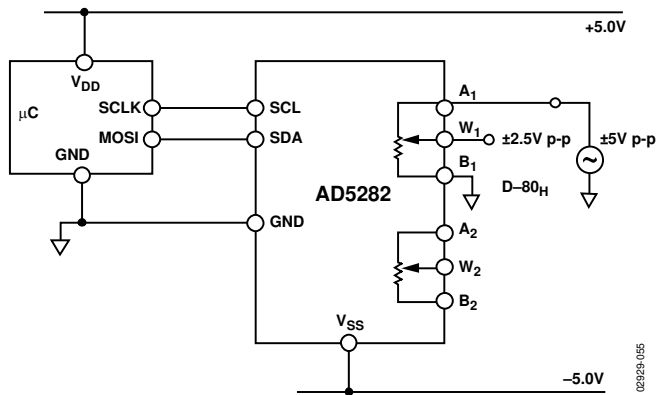 +5.0V
VDD
μC
SCLK
MOSI
GND
SCL
SDA
GND
AD5282
A1
W1
±2.5V p-p
±5V p-p
B1
D–80H
A2
W2
B2
VSS
–5.0V
02929-055